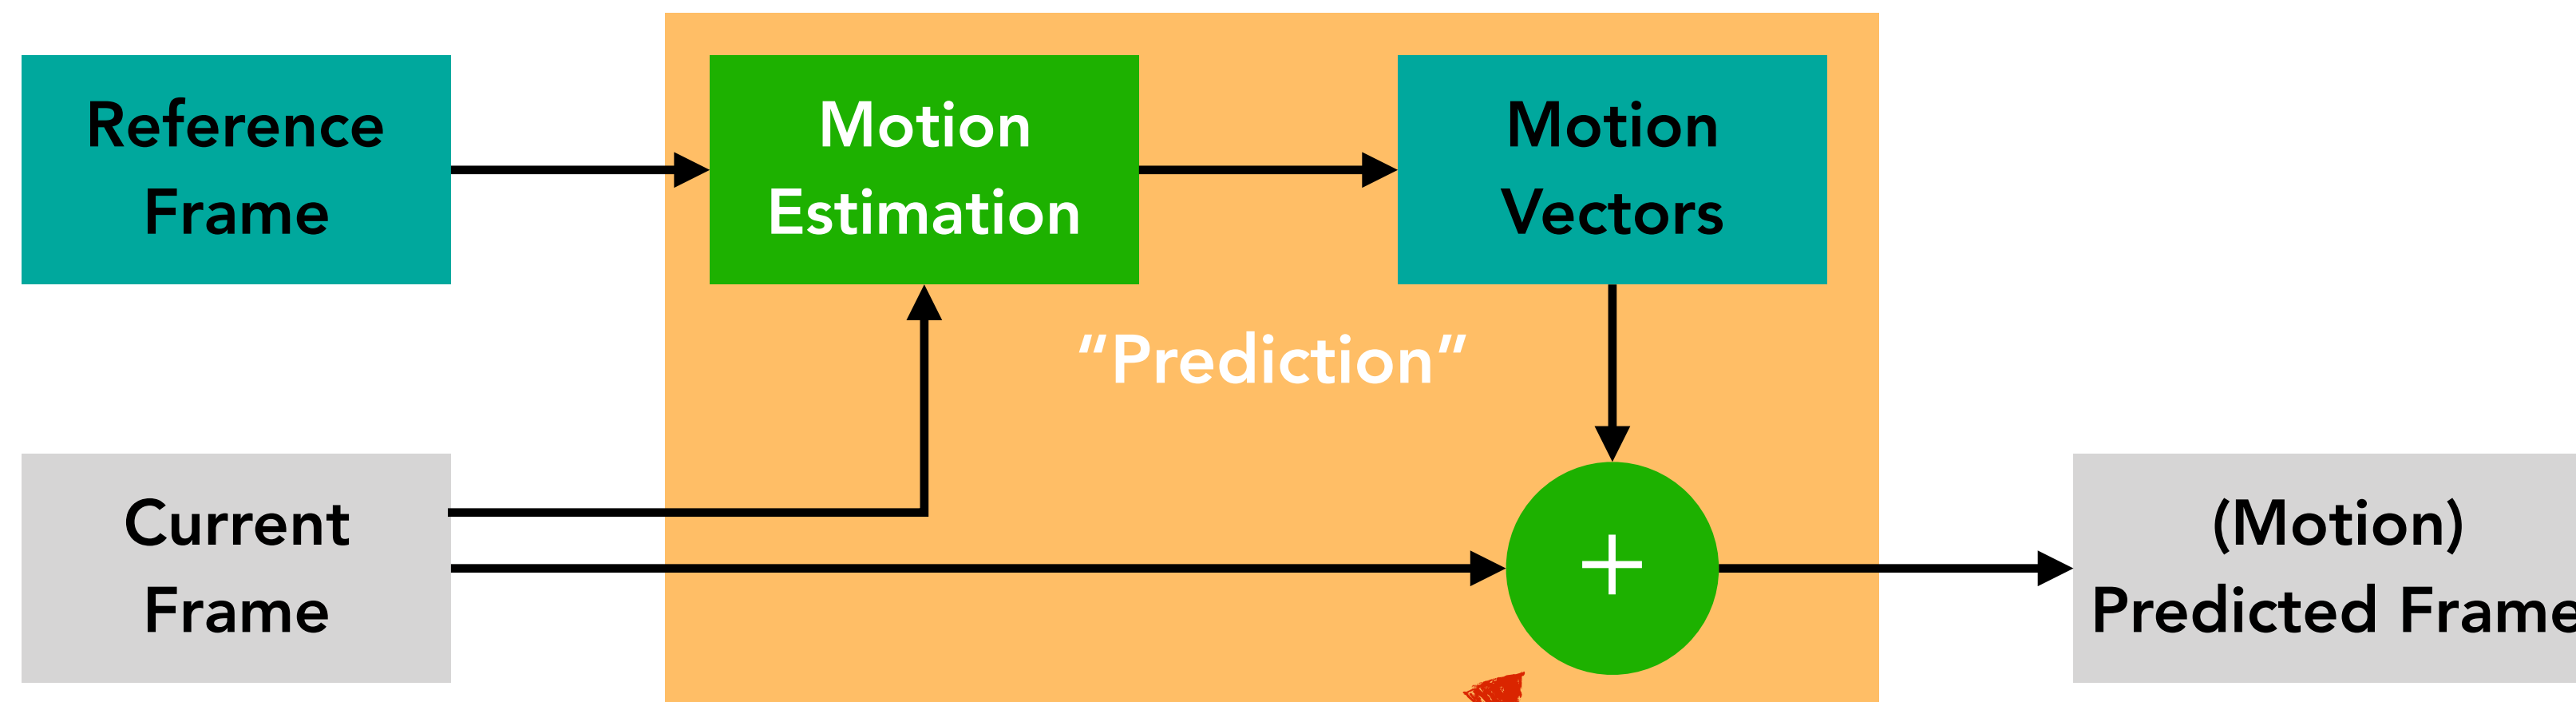 Reference
Frame
Motion
Estimation
Motion
Vectors
“Prediction”
Current
Frame
+
(Motion)
Predicted Frame